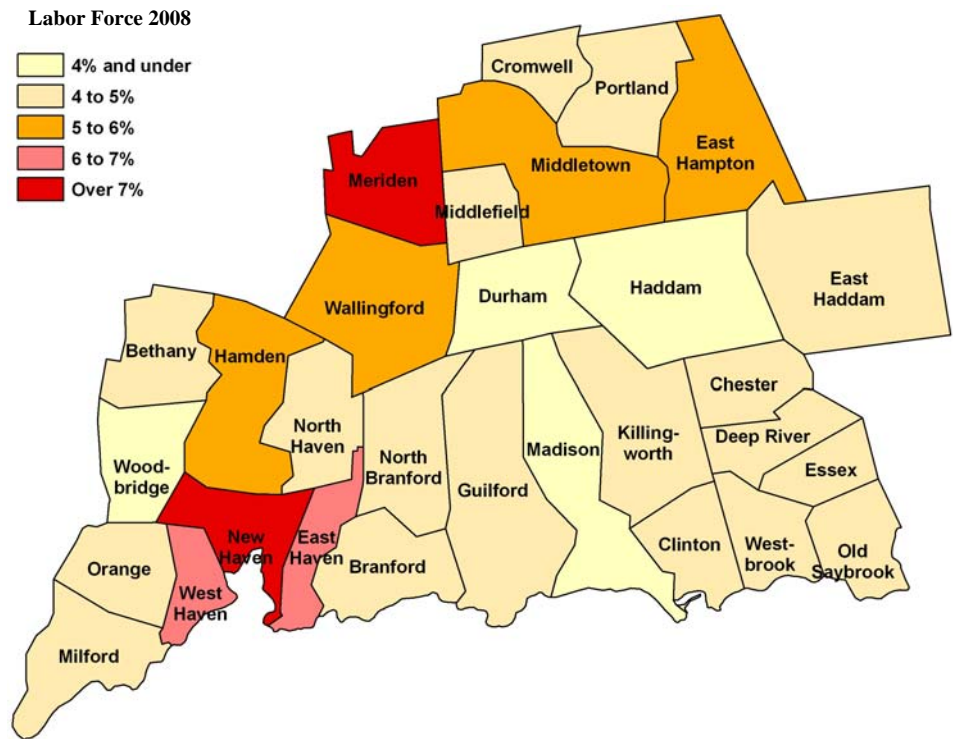 Labor Force 2008
4% and under
4 to 5%
5 to 6%
6 to 7%
Over 7%
Cromwell
Portland
East
Hampton
Middletown
Meriden
Middlefield
Wallingford
Durham
Haddam
East
Haddam
Bethany
Hamden
North
Haven
Chester
Deep River
Killing-
worth
Madison
Guilford
North
Branford
Wood-
bridge
Essex
New
Haven
East
Haven
Branford
Clinton
West-
brook
Old
Saybrook
Orange
West
Haven
Milford